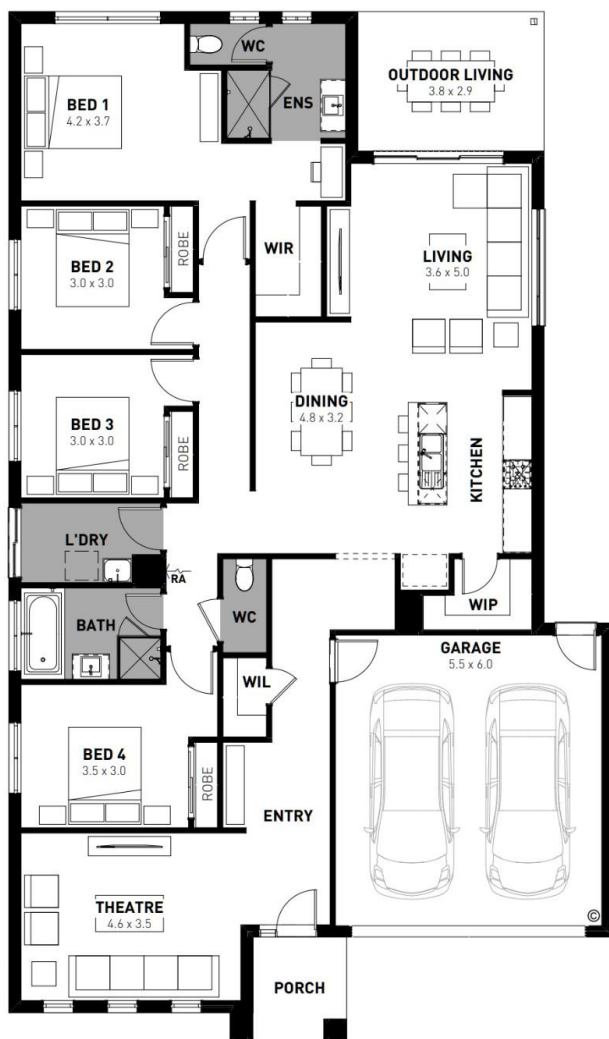 WC
BED 1
4.2 x 3.7
ENS
OUTDOOR LIVING
3.8 x 2.9
BED 2
3.0 x 3.0
ROBE
WIR
LIVING
3.6 x 5.0
BED 3
3.0 x 3.0
ROBE
DINING
4.8 x 3.2
KITCHEN
L'DRY
RA
BATH
WC
WIP
WIL
GARAGE
5.5 x 6.0
BED 4
3.5 x 3.0
ROBE
ENTRY
THEATRE
4.6 x 3.5
PORCH
©